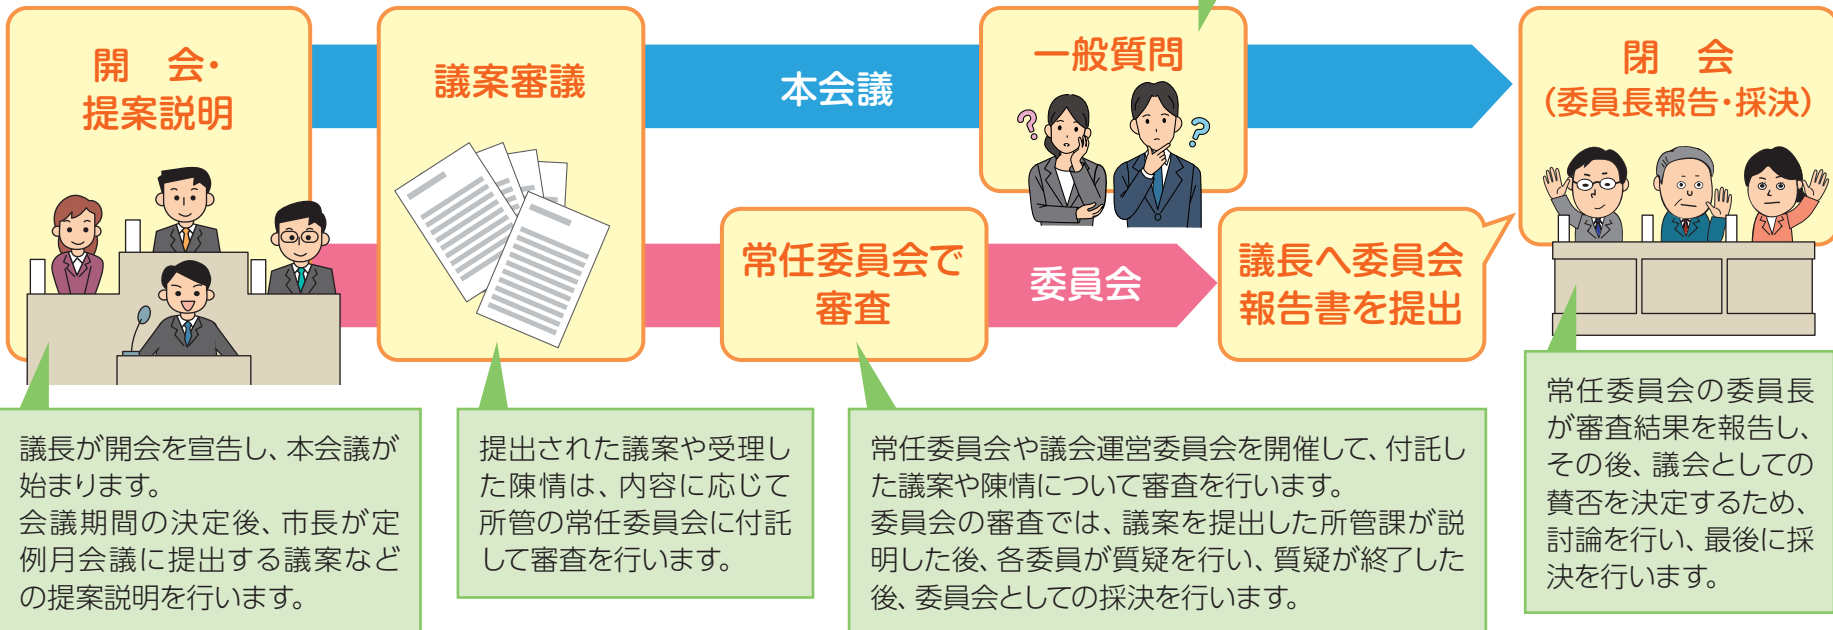 開　会・
提案説明
議案審議
本会議
一般質問
閉　会
（委員長報告・採決）
常任委員会で
審査
委員会
議長へ委員会
報告書を提出
議長が開会を宣告し、本会議が
始まります。
会議期間の決定後、市長が定
例月会議に提出する議案など
の提案説明を行います。
提出された議案や受理し
た陳情は、内容に応じて
所管の常任委員会に付託
して審査を行います。
常任委員会や議会運営委員会を開催して、付託し
た議案や陳情について審査を行います。
委員会の審査では、議案を提出した所管課が説
明した後、各委員が質疑を行い、質疑が終了した
後、委員会としての採決を行います。
常任委員会の委員長
が審査結果を報告し、
その後、議会としての
賛否を決定するため、
討論を行い、最後に採
決を行います。